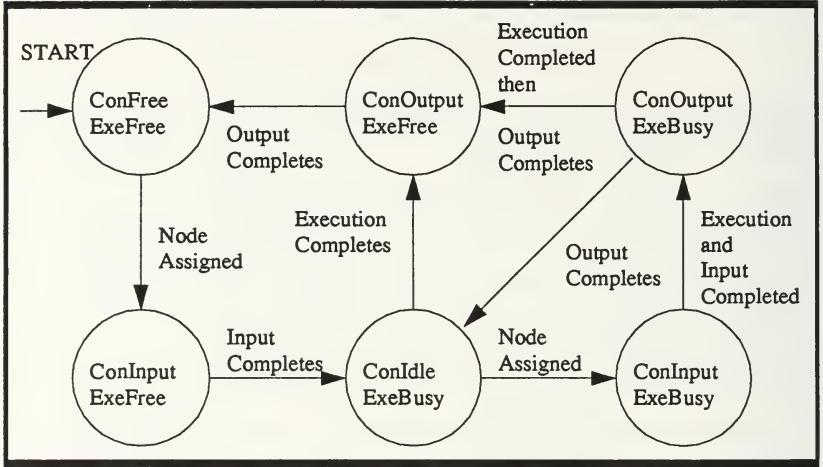 START
ConFree
ExeFree
Output
Completes
ConOutput
ExeFree
Execution
Completed
then
Output
Completes
ConOutput
ExeBusy
Node
Assigned
Execution
Completes
Output
Completes
Execution
and
Input
Completed
ConInput
ExeFree
Input
Completes
ConIdle
ExeBusy
Node
Assigned
ConInput
ExeBusy